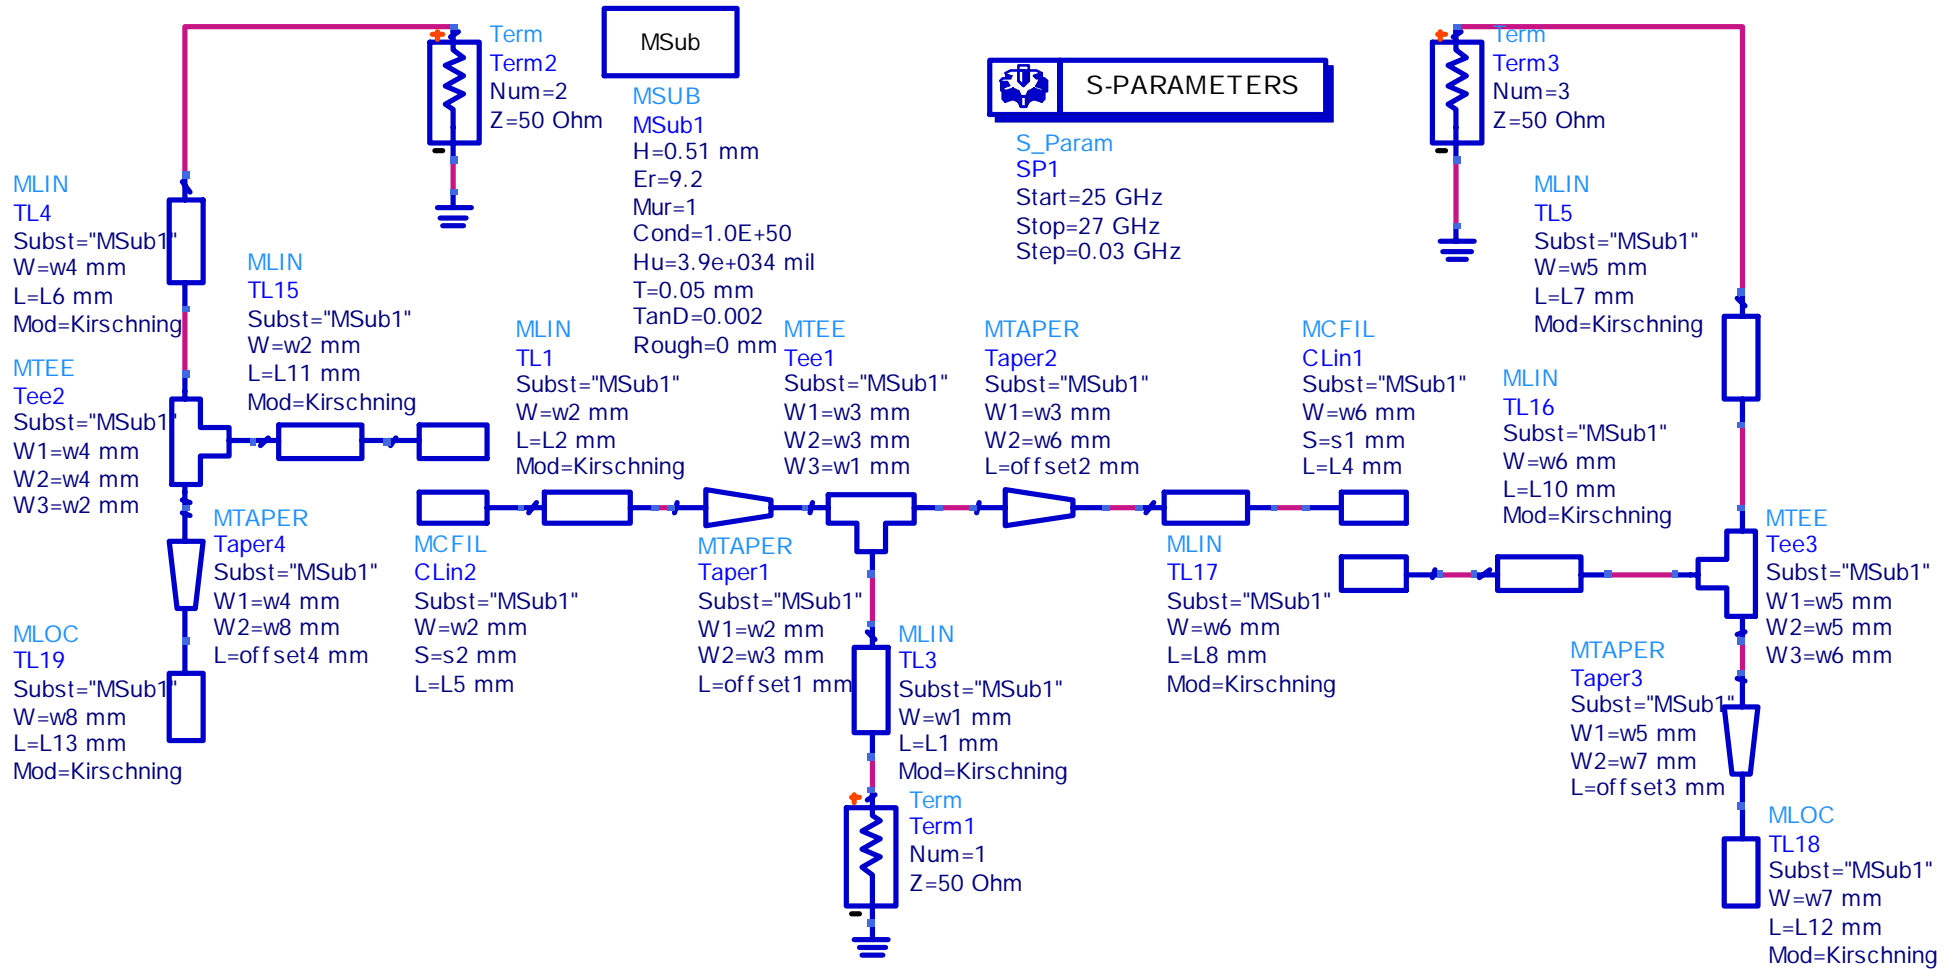 Term
Term2
Num=2
Z=50 Ohm
MSub
MSUB
MSub1
H=0.51 mm
Er=9.2
Mur=1
Cond=1.0E+50
Hu=3.9e+034 mil
T=0.05 mm
TanD=0.002
Rough=0 mm
S-PARAMETERS
S_Param
SP1
Start=25 GHz
Stop=27 GHz
Step=0.03 GHz
Term
Term3
Num=3
Z=50 Ohm
MLIN
TL4
Subst="MSub1"
W=w4 mm
L=L6 mm
Mod=Kirschning
MLIN
TL15
Subst="MSub1"
W=w2 mm
L=L11 mm
Mod=Kirschning
MLIN
TL1
Subst="MSub1"
W=w2 mm
L=L2 mm
Mod=Kirschning
MTEE
Tee1
Subst="MSub1"
W1=w3 mm
W2=w3 mm
W3=w1 mm
MTAPER
Taper2
Subst="MSub1"
W1=w3 mm
W2=w6 mm
L=offset2 mm
MCFIL
CLin1
Subst="MSub1"
W=w6 mm
S=s1 mm
L=L4 mm
MLIN
TL5
Subst="MSub1"
W=w5 mm
L=L7 mm
Mod=Kirschning
MLIN
TL16
Subst="MSub1"
W=w6 mm
L=L10 mm
Mod=Kirschning
MTEE
Tee2
Subst="MSub1"
W1=w4 mm
W2=w4 mm
W3=w2 mm
MTAPER
Taper4
Subst="MSub1"
W1=w4 mm
W2=w8 mm
L=offset4 mm
MLOC
TL19
Subst="MSub1"
W=w8 mm
L=L13 mm
Mod=Kirschning
MCFIL
CLin2
Subst="MSub1"
W=w2 mm
S=s2 mm
L=L5 mm
MTAPER
Taper1
Subst="MSub1"
W1=w2 mm
W2=w3 mm
L=offset1 mm
MLIN
TL3
Subst="MSub1"
W=w1 mm
L=L1 mm
Mod=Kirschning
Term
Term1
Num=1
Z=50 Ohm
MLIN
TL17
Subst="MSub1"
W=w6 mm
L=L8 mm
Mod=Kirschning
MTEE
Tee3
Subst="MSub1"
W1=w5 mm
W2=w5 mm
W3=w6 mm
MTAPER
Taper3
Subst="MSub1"
W1=w5 mm
W2=w7 mm
L=offset3 mm
MLOC
TL18
Subst="MSub1"
W=w7 mm
L=L12 mm
Mod=Kirschning